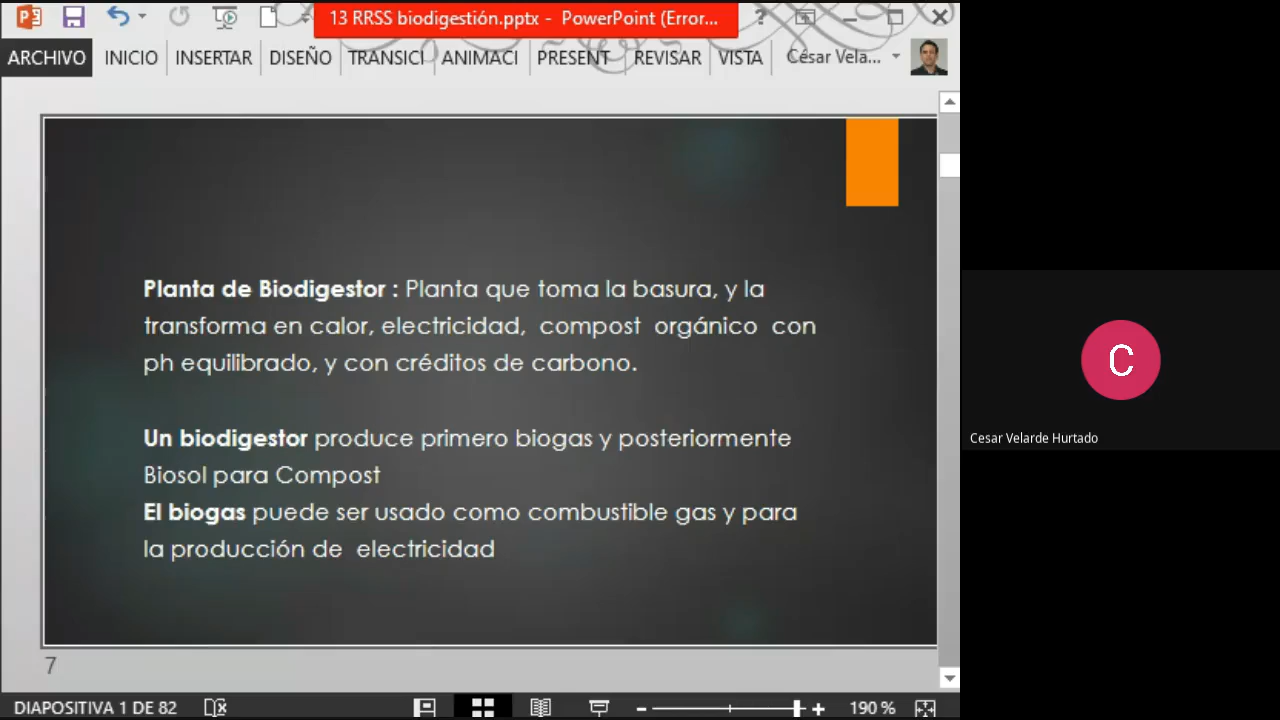 13 RRSS biodigestión.pptx - PowerPoint (Error...
ARCHIVO INICIO INSERTAR DISEÑO TRANSICI ANIMACI PRESENT REVISAR VISTA César Vela...
Planta de Biodigestor : Planta que toma la basura, y la
transforma en calor, electricidad, compost orgánico con
ph equilibrado, y con créditos de carbono.
Un biodigestor produce primero biogas y posteriormente
Biosol para Compost
El biogas puede ser usado como combustible gas y para
la producción de electricidad
7
DIAPOSITIVA 1 DE 82 190 %
C
Cesar Velarde Hurtado